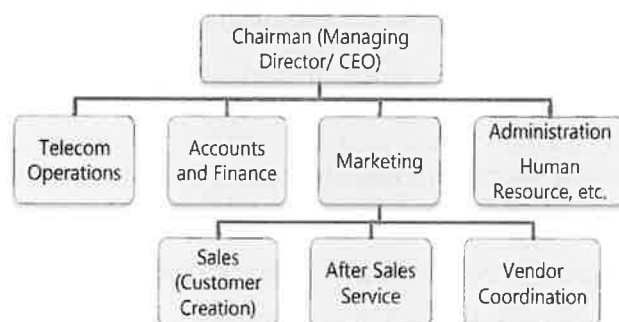 Chairman (Managing
Director/ CEO)
Telecom
Operations
Accounts
and Finance
Marketing
Administration
Human
Resource, etc.
Sales
(Customer
Creation)
After Sales
Service
Vendor
Coordination